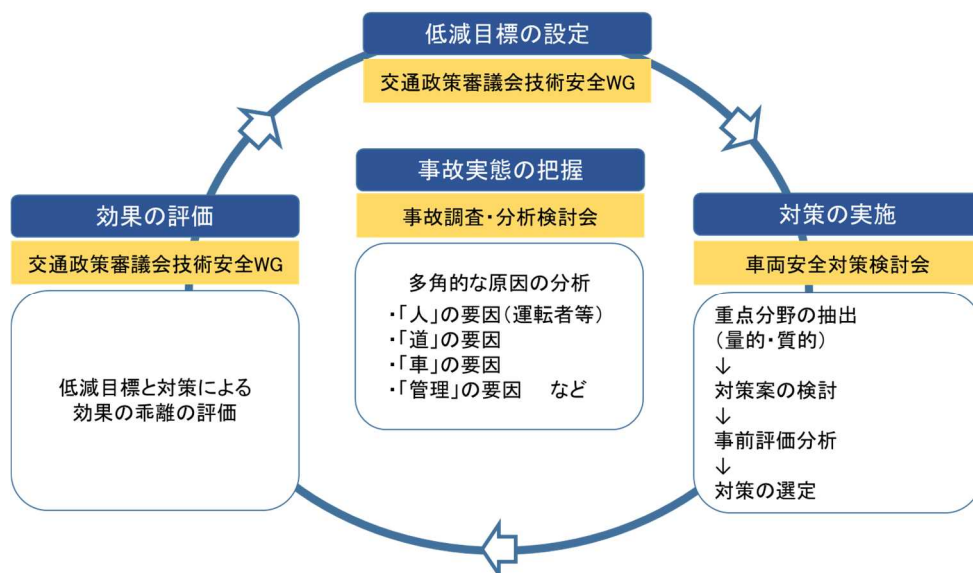 低減目標の設定
交通政策審議会技術安全WG
事故実態の把握
事故調査・分析検討会
多角的な原因の分析
・「人」の要因（運転者等）
・「道」の要因
・「車」の要因
・「管理」の要因　など
効果の評価
交通政策審議会技術安全WG
低減目標と対策による
効果の乖離の評価
対策の実施
車両安全対策検討会
重点分野の抽出
（量的・質的）
↓
対策案の検討
↓
事前評価分析
↓
対策の選定